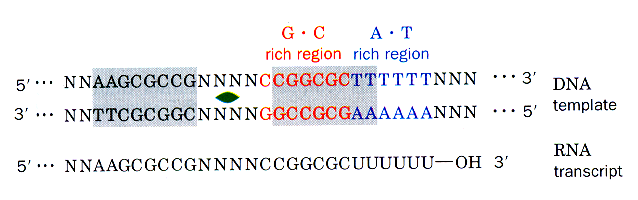 G · C A · T
rich region rich region
5′ ··· NNAAGCGCCGNNNNCCGGCGCTTTTTTNNN ··· 3′ DNA
3′ ··· NNTTCGCGGCNNNNGGCCGCGAAAAAANNN ··· 5′ template
5′ ··· NNAAGCGCCGNNNNCCGGCGCUUUUUU—OH 3′ RNA
transcript